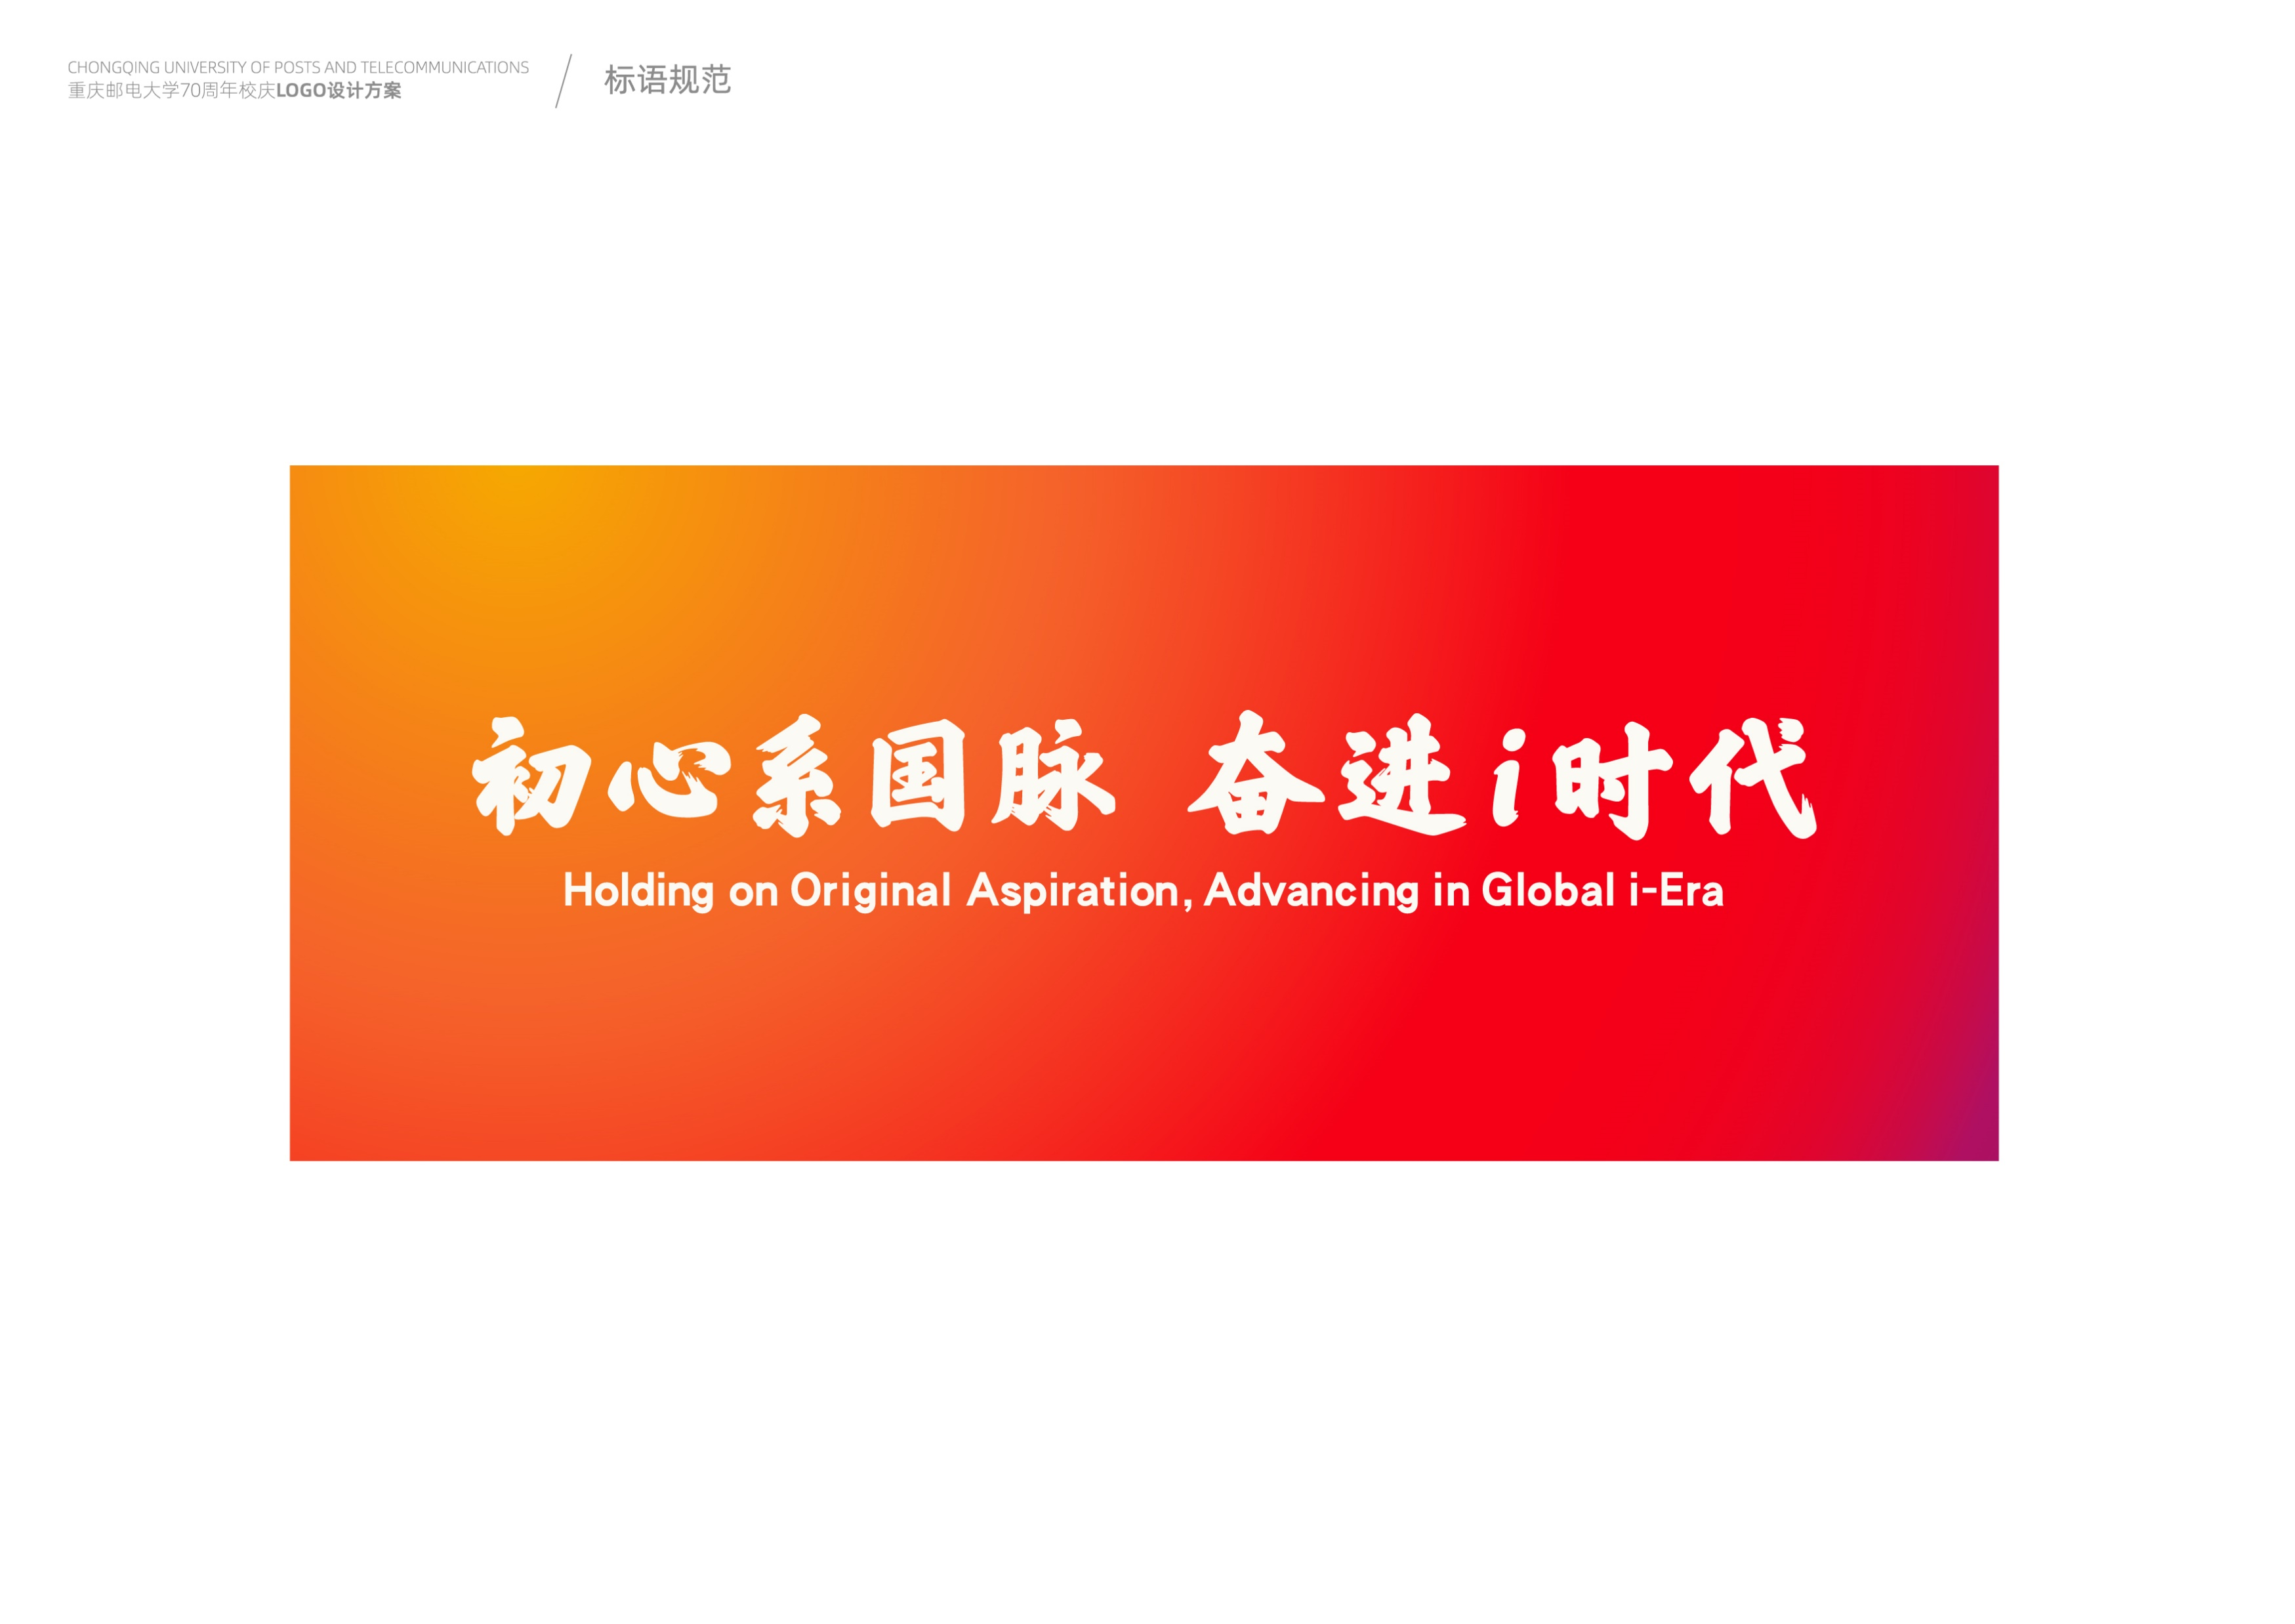 CHONGQING UNIVERSITY OF POSTS AND TELECOMMUNICATIONS
重庆邮电大学70周年校庆LOGO设计方案
标语规范
初心系国脉 奋进i时代
Holding on Original Aspiration, Advancing in Global i-Era